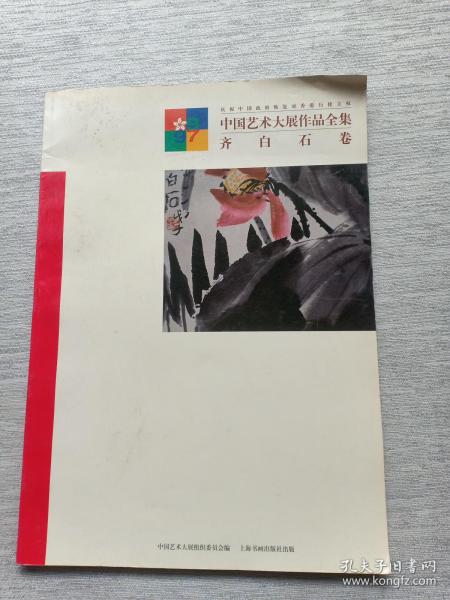 庆祝中国政府恢复对香港行使主权
97
中国艺术大展作品全集
齐白石卷
白石
中国艺术大展组织委员会编 上海书画出版社出版
孔夫子旧书网
www.kongfz.com